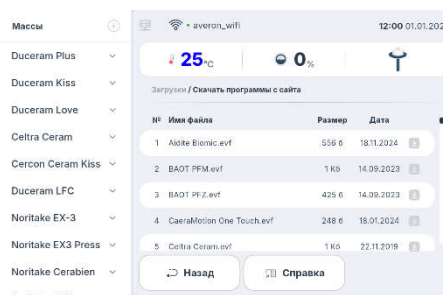 Массы
averon_wifi
12:00 01.01.202
Duceram Plus
Duceram Kiss
Duceram Love
Celtra Ceram
Cercon Ceram Kiss
Duceram LFC
Noritake EX-3
Noritake EX3 Press
Noritake Cerabien
25°C
0%
Загрузки / Скачать программы с сайта
№ Имя файла Размер Дата
1 Aidite Biomic.evf 556 б 18.11.2024
2 BAOT PFM.evf 1 Кб 14.09.2023
3 BAOT PFZ.evf 425 б 14.09.2023
4 CaeraMotion One Touch.evf 248 б 18.01.2024
5 Celtra Ceram.evf 1 Кб 22.11.2019
Назад
Справка